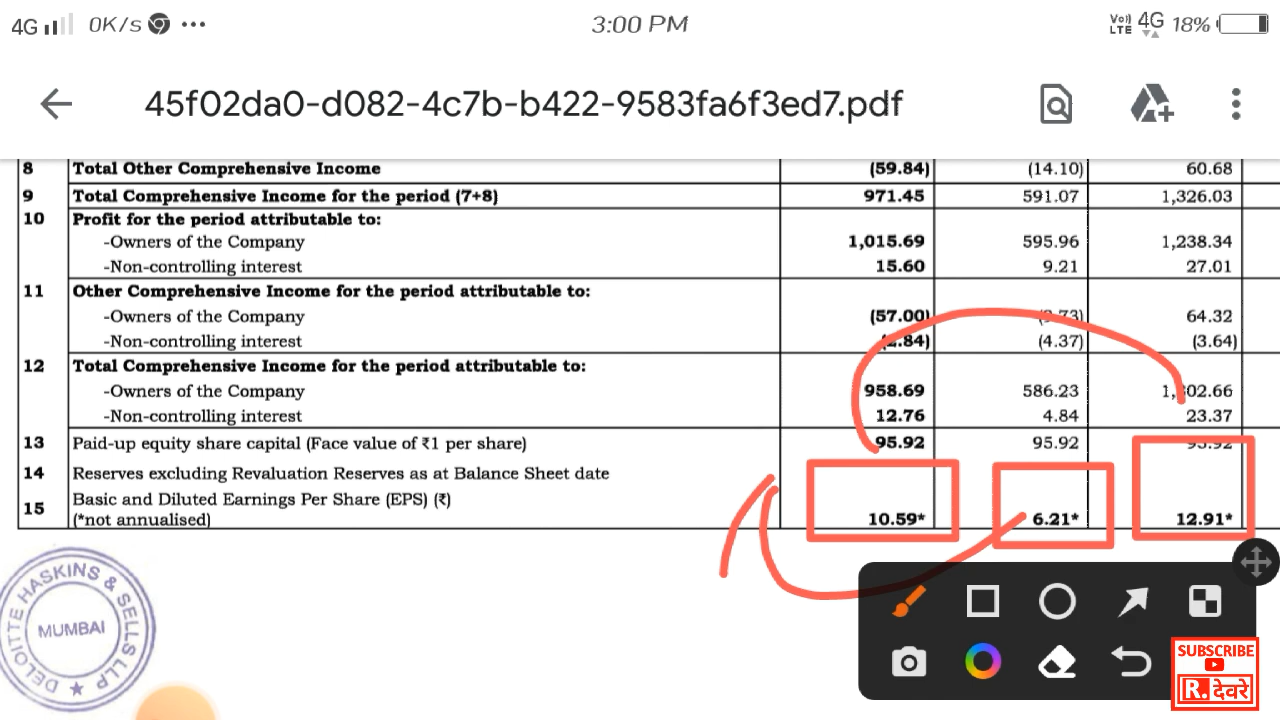 4G 0K/s ••• 3:00 PM Vo)) LTE 4G 18%
45f02da0-d082-4c7b-b422-9583fa6f3ed7.pdf
8 Total Other Comprehensive Income (59.84) (14.10) 60.68
9 Total Comprehensive Income for the period (7+8) 971.45 591.07 1,326.03
10 Profit for the period attributable to:
-Owners of the Company 1,015.69 595.96 1,238.34
-Non-controlling interest 15.60 9.21 27.01
11 Other Comprehensive Income for the period attributable to:
-Owners of the Company (57.00) 64.32
-Non-controlling interest (4.37) (3.64)
12 Total Comprehensive Income for the period attributable to:
-Owners of the Company 958.69 586.23
-Non-controlling interest 12.76 4.84 23.37
13 Paid-up equity share capital (Face value of ₹1 per share) 95.92 95.92 95.92
14 Reserves excluding Revaluation Reserves as at Balance Sheet date
15 Basic and Diluted Earnings Per Share (EPS) (₹)
(*not annualised) 10.59* 6.21* 12.91*
DELOITTE HASKINS & SELLS LLP
MUMBAI
SUBSCRIBE
R. देवरे